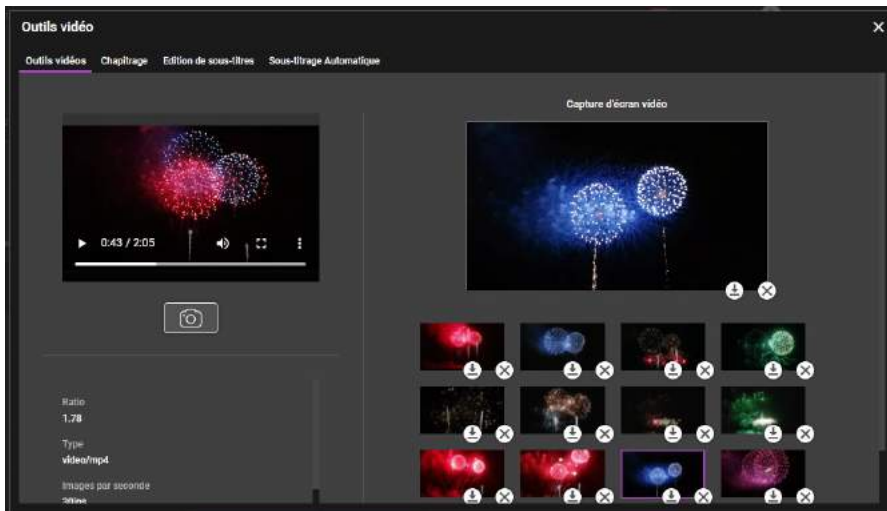 Outils vidéo
Outils vidéos Chapitrage Edition de sous-titres Sous-titrage Automatique
Capture d'écran vidéo
0:43 / 2:05
Ratio
1.78
Type
video/mp4
Images par seconde